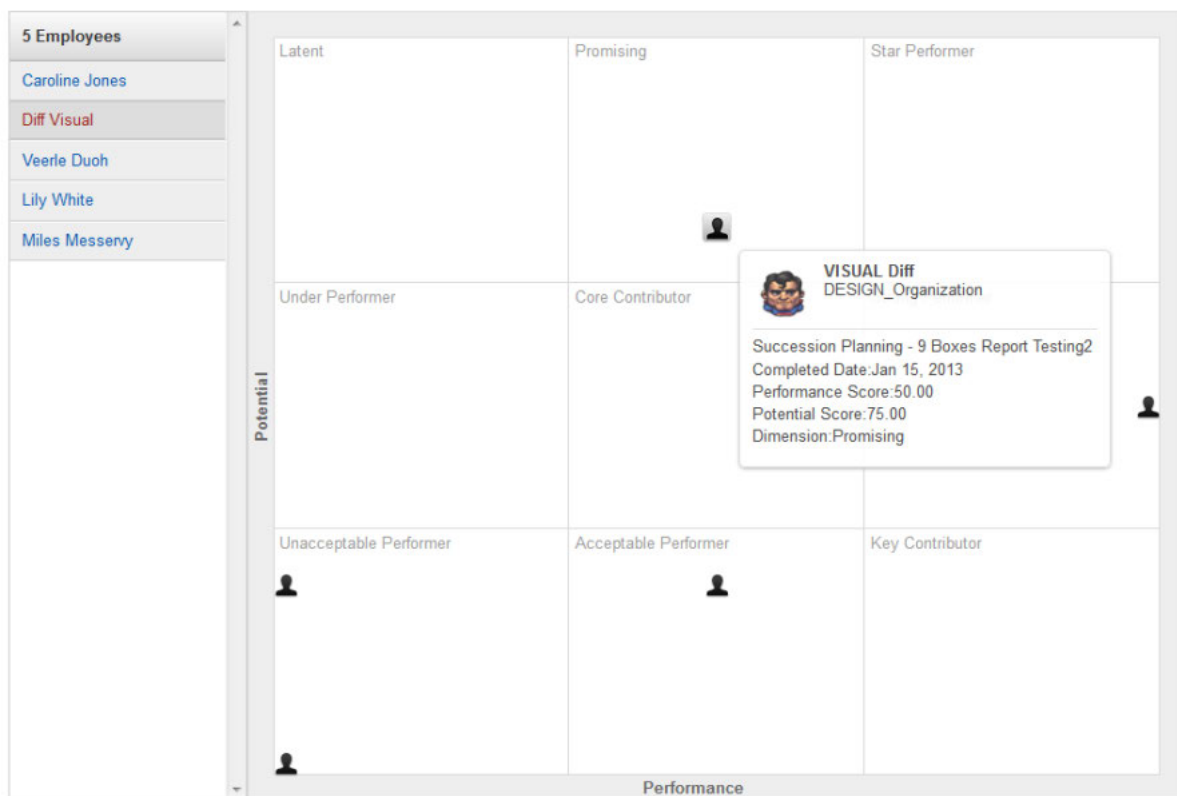 5 Employees
Caroline Jones
Diff Visual
Veerle Duoh
Lily White
Miles Messervy
Latent
Promising
Star Performer
Under Performer
Core Contributor
VISUAL Diff
DESIGN_Organization
Succession Planning - 9 Boxes Report Testing2
Completed Date:Jan 15, 2013
Performance Score:50.00
Potential Score:75.00
Dimension:Promising
Potential
Unacceptable Performer
Acceptable Performer
Key Contributor
Performance